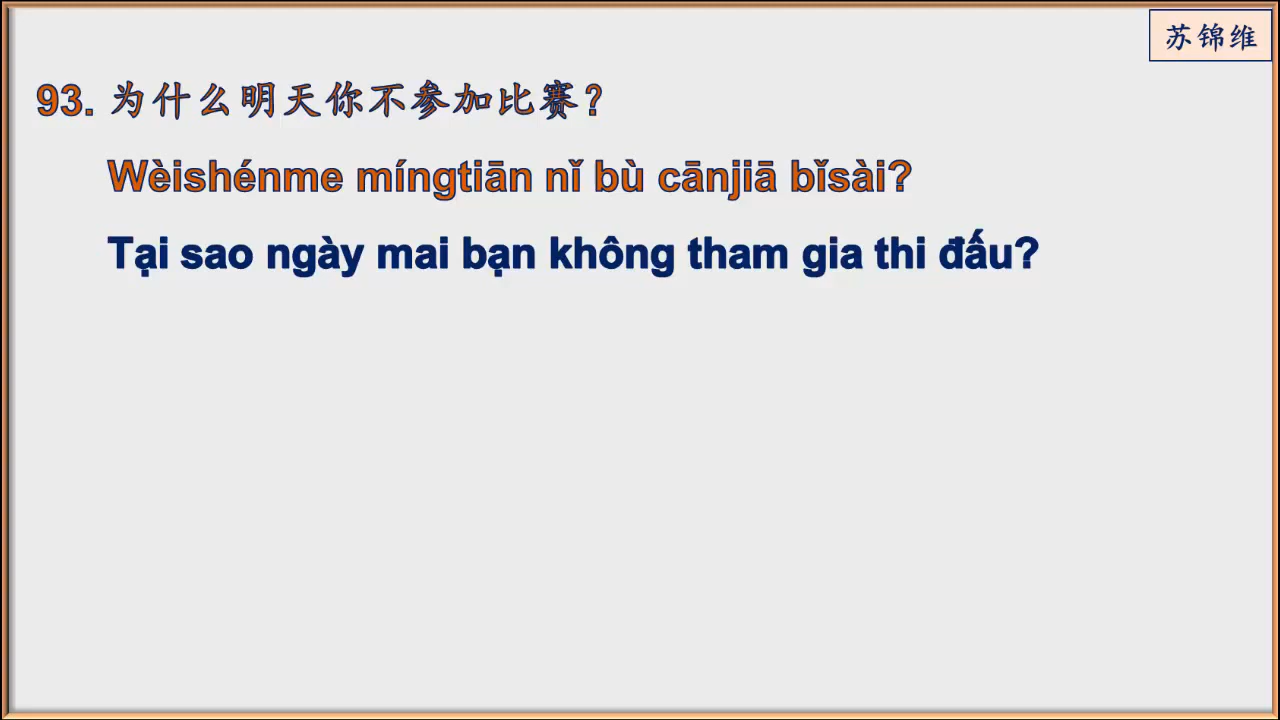 苏锦维
93. 为什么明天你不参加比赛？
Wèishénme míngtiān nǐ bù cānjiā bǐsài?
Tại sao ngày mai bạn không tham gia thi đấu?